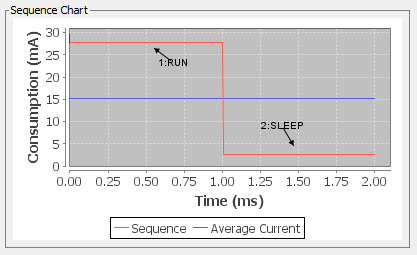 Sequence Chart
Consumption (mA)
30
25
20
15
10
5
0
1:RUN
2:SLEEP
0.00 0.25 0.50 0.75 1.00 1.25 1.50 1.75 2.00
Time (ms)
Sequence Average Current